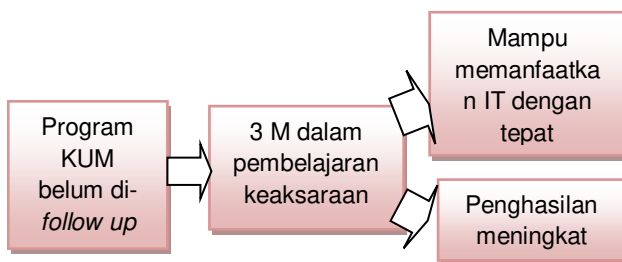 Program
KUM
belum di-
follow up
3 M dalam
pembelajaran
keaksaraan
Mampu
memanfaatka
n IT dengan
tepat
Penghasilan
meningkat